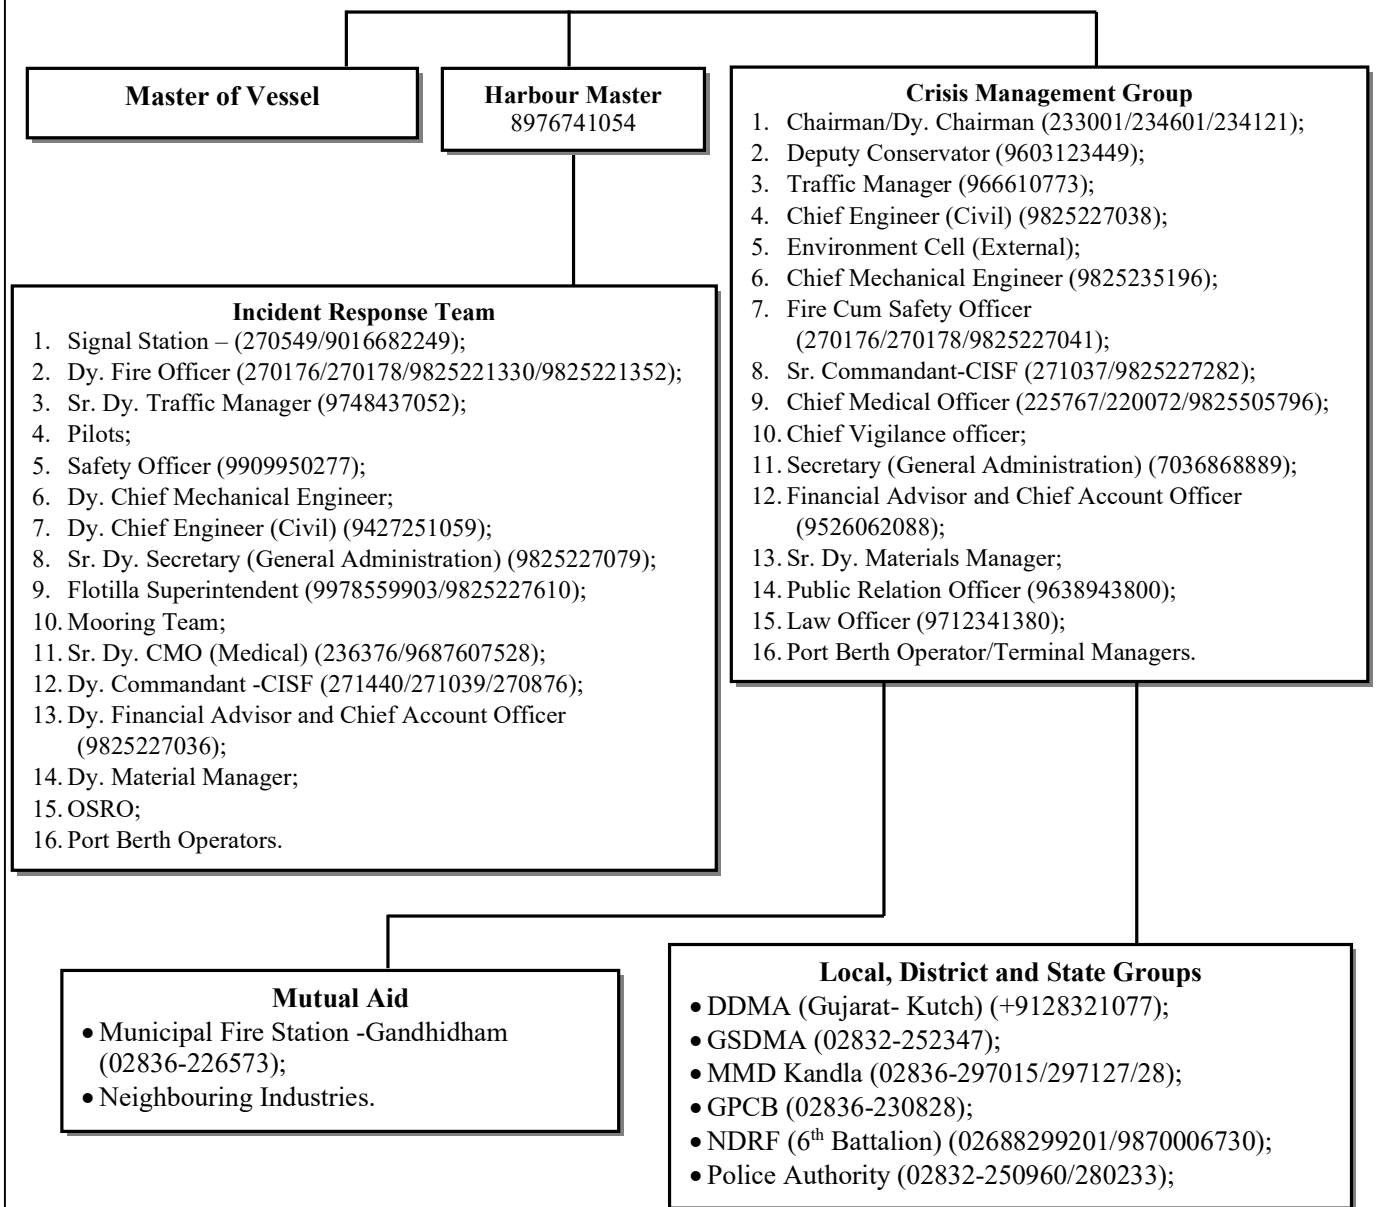 Master of Vessel
Harbour Master
8976741054
Crisis Management Group
1. Chairman/Dy. Chairman (233001/234601/234121);
2. Deputy Conservator (9603123449);
3. Traffic Manager (966610773);
4. Chief Engineer (Civil) (9825227038);
5. Environment Cell (External);
6. Chief Mechanical Engineer (9825235196);
7. Fire Cum Safety Officer
(270176/270178/9825227041);
8. Sr. Commandant-CISF (271037/9825227282);
9. Chief Medical Officer (225767/220072/9825505796);
10. Chief Vigilance officer;
11. Secretary (General Administration) (7036868889);
12. Financial Advisor and Chief Account Officer
(9526062088);
13. Sr. Dy. Materials Manager;
14. Public Relation Officer (9638943800);
15. Law Officer (9712341380);
16. Port Berth Operator/Terminal Managers.
Incident Response Team
1. Signal Station – (270549/9016682249);
2. Dy. Fire Officer (270176/270178/9825221330/9825221352);
3. Sr. Dy. Traffic Manager (9748437052);
4. Pilots;
5. Safety Officer (9909950277);
6. Dy. Chief Mechanical Engineer;
7. Dy. Chief Engineer (Civil) (9427251059);
8. Sr. Dy. Secretary (General Administration) (9825227079);
9. Flotilla Superintendent (9978559903/9825227610);
10. Mooring Team;
11. Sr. Dy. CMO (Medical) (236376/9687607528);
12. Dy. Commandant -CISF (271440/271039/270876);
13. Dy. Financial Advisor and Chief Account Officer
(9825227036);
14. Dy. Material Manager;
15. OSRO;
16. Port Berth Operators.
Mutual Aid
• Municipal Fire Station -Gandhidham
(02836-226573);
• Neighbouring Industries.
Local, District and State Groups
• DDMA (Gujarat- Kutch) (+9128321077);
• GSDMA (02832-252347);
• MMD Kandla (02836-297015/297127/28);
• GPCB (02836-230828);
• NDRF (6th Battalion) (02688299201/9870006730);
• Police Authority (02832-250960/280233);